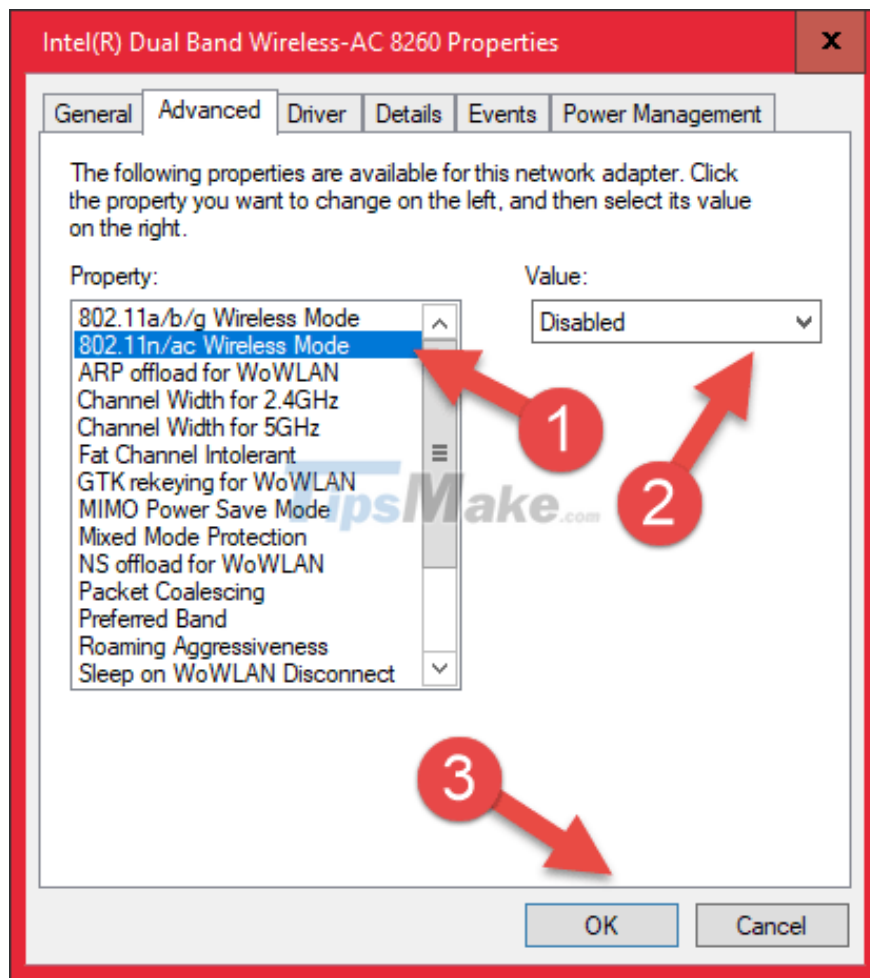 Intel(R) Dual Band Wireless-AC 8260 Properties
x
General Advanced Driver Details Events Power Management
The following properties are available for this network adapter. Click
the property you want to change on the left, and then select its value
on the right.
Property:
Value:
802.11a/b/g Wireless Mode
802.11n/ac Wireless Mode
ARP offload for WoWLAN
Channel Width for 2.4GHz
Channel Width for 5GHz
Fat Channel Intolerant
GTK rekeying for WoWLAN
MIMO Power Save Mode
Mixed Mode Protection
NS offload for WoWLAN
Packet Coalescing
Preferred Band
Roaming Aggressiveness
Sleep on WoWLAN Disconnect
Disabled
1
2
TipsMake.com
3
OK Cancel